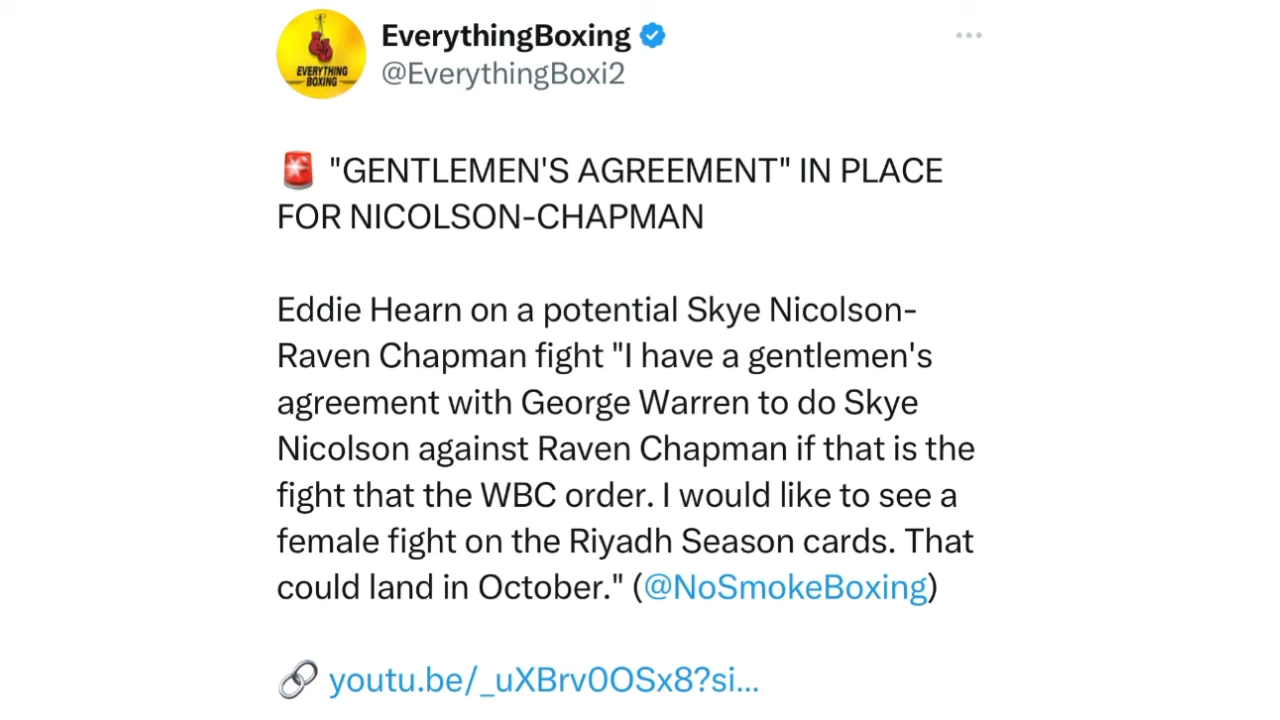 EVERYTHING
BOXING
EverythingBoxing
@EverythingBoxi2
🚨 "GENTLEMEN'S AGREEMENT" IN PLACE
FOR NICOLSON-CHAPMAN
Eddie Hearn on a potential Skye Nicolson-
Raven Chapman fight "I have a gentlemen's
agreement with George Warren to do Skye
Nicolson against Raven Chapman if that is the
fight that the WBC order. I would like to see a
female fight on the Riyadh Season cards. That
could land in October." (@NoSmokeBoxing)
🔗 youtu.be/_uXBrv0OSx8?si...